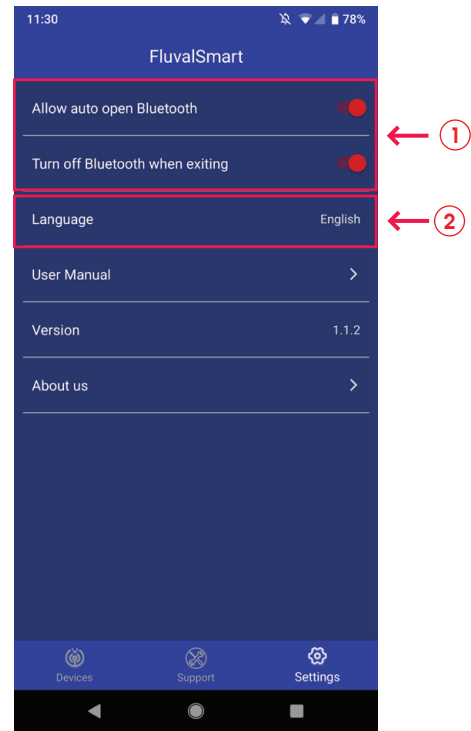 11:30 78%
FluvalSmart
Allow auto open Bluetooth
1
Turn off Bluetooth when exiting
Language English
2
User Manual
Version 1.1.2
About us
Devices Support Settings